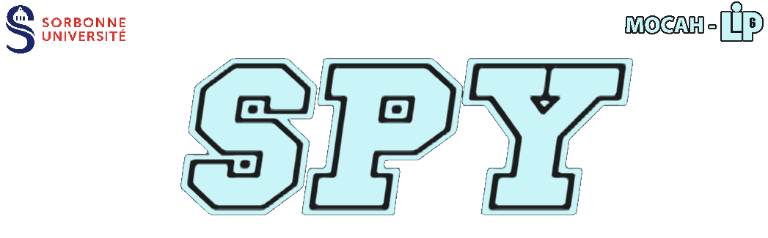 SORBONNE
UNIVERSITÉ
MOCAH - LIP6
SPY